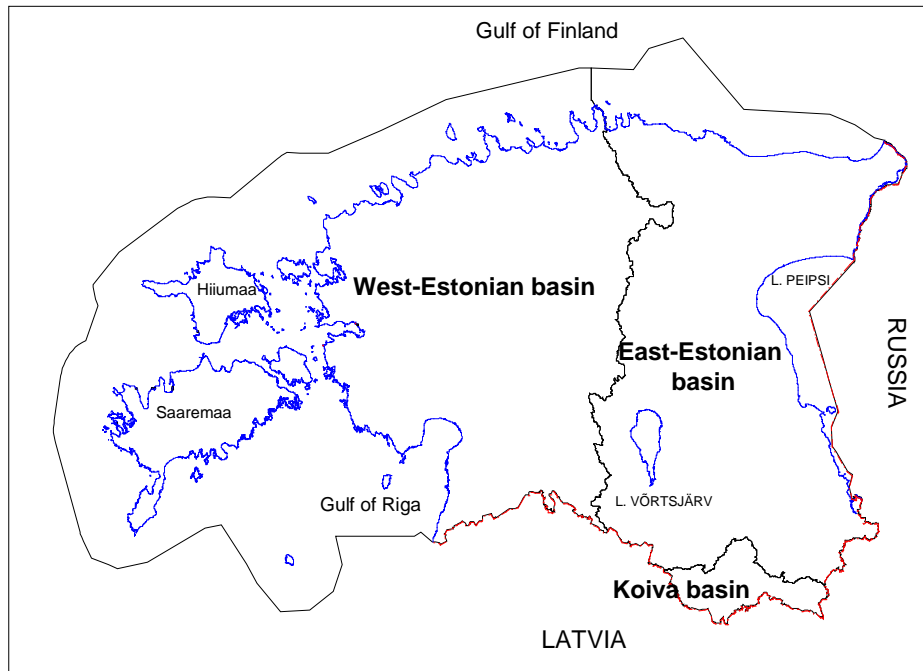 Gulf of Finland
Hiiumaa
West-Estonian basin
L. PEIPSI
East-Estonian
basin
RUSSIA
Saaremaa
Gulf of Riga
L. VÕRTSJÄRV
Koiva basin
LATVIA